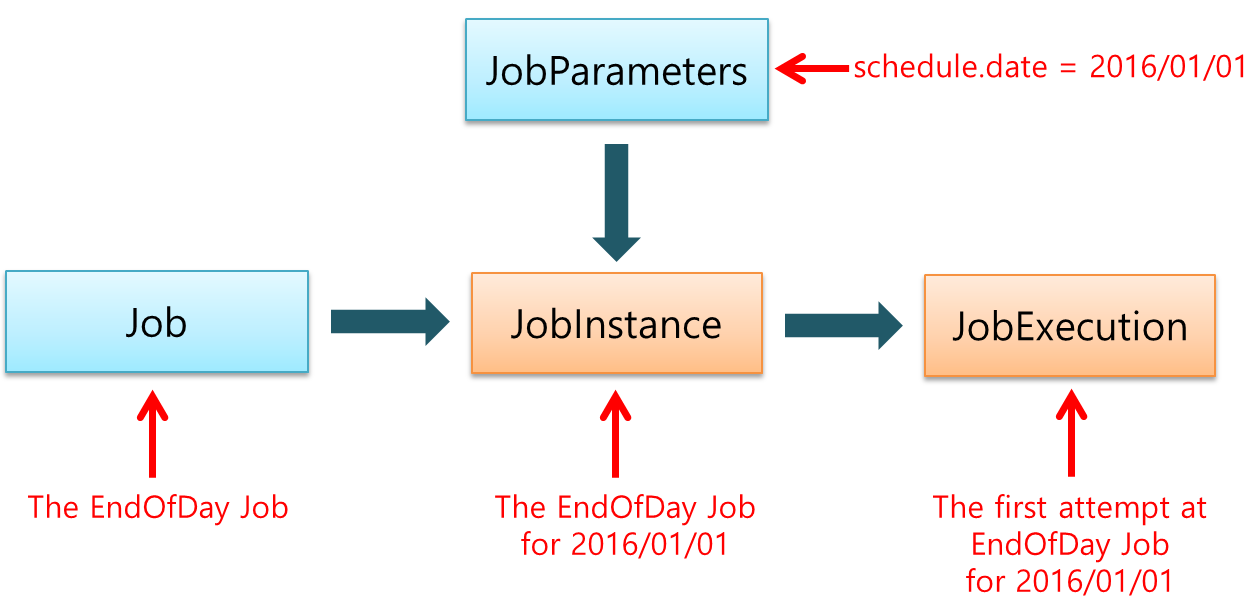 JobParameters
schedule.date = 2016/01/01
Job
JobInstance
JobExecution
The EndOfDay Job
The EndOfDay Job
for 2016/01/01
The first attempt at
EndOfDay Job
for 2016/01/01